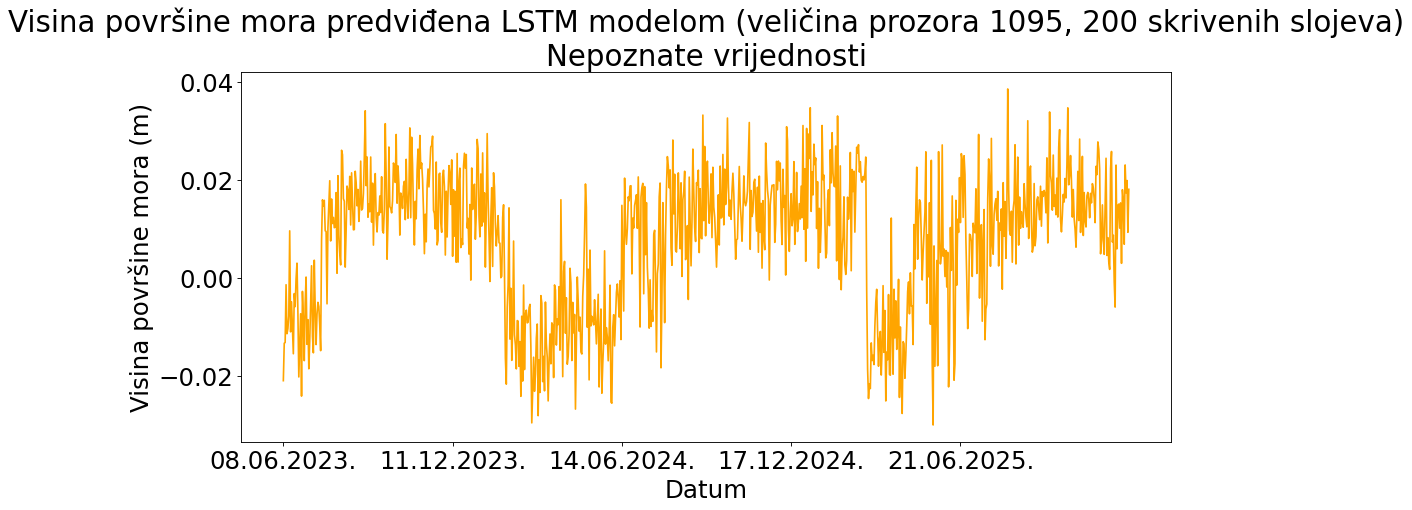 Visina površine mora predviđena LSTM modelom (veličina prozora 1095, 200 skrivenih slojeva)
Nepoznate vrijednosti
Visina površine mora (m)
0.04
0.02
0.00
−0.02
08.06.2023. 11.12.2023. 14.06.2024. 17.12.2024. 21.06.2025.
Datum